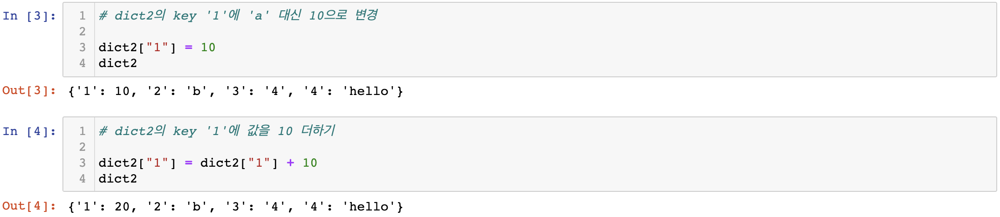 In [3]: 1 # dict2의 key '1'에 'a' 대신 10으로 변경
2
3 dict2["1"] = 10
4 dict2
Out[3]: {'1': 10, '2': 'b', '3': '4', '4': 'hello'}
In [4]: 1 # dict2의 key '1'에 값을 10 더하기
2
3 dict2["1"] = dict2["1"] + 10
4 dict2
Out[4]: {'1': 20, '2': 'b', '3': '4', '4': 'hello'}